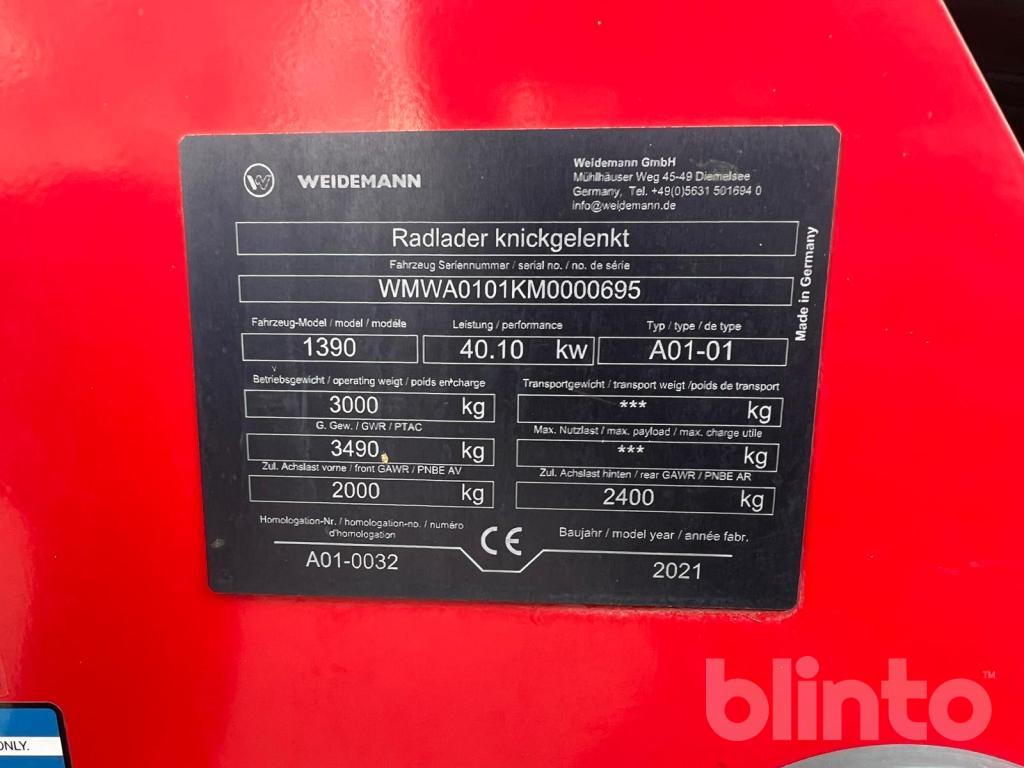 WEIDEMANN
Weidemann GmbH
Mühlhäuser Weg 45-49 Diemelsee
Germany, Tel. +49(0)5631 501694 0
info@weidemann.de
Radlader knickgelenkt
Fahrzeug Seriennummer / serial no. / no. de série
WMWA0101KM0000695
Made in Germany
Fahrzeug-Model / model / modéle Leistung / performance Typ / type / de type
1390 40.10 kw A01-01
Betriebsgewicht / operating weigt / poids en charge Transportgewicht / transport weigt /poids de transport
3000 kg *** kg
G. Gew. / GWR / PTAC Max. Nutzlast / max. payload / max. charge utile
3490 kg *** kg
Zul. Achslast vorne / front GAWR / PNBE AV Zul. Achslast hinten / rear GAWR / PNBE AR
2000 kg 2400 kg
Homologation-Nr. / homologation-no. / numéro
d'homologation
CE
Baujahr / model year / année fabr.
A01-0032 2021
ONLY.
blinto™